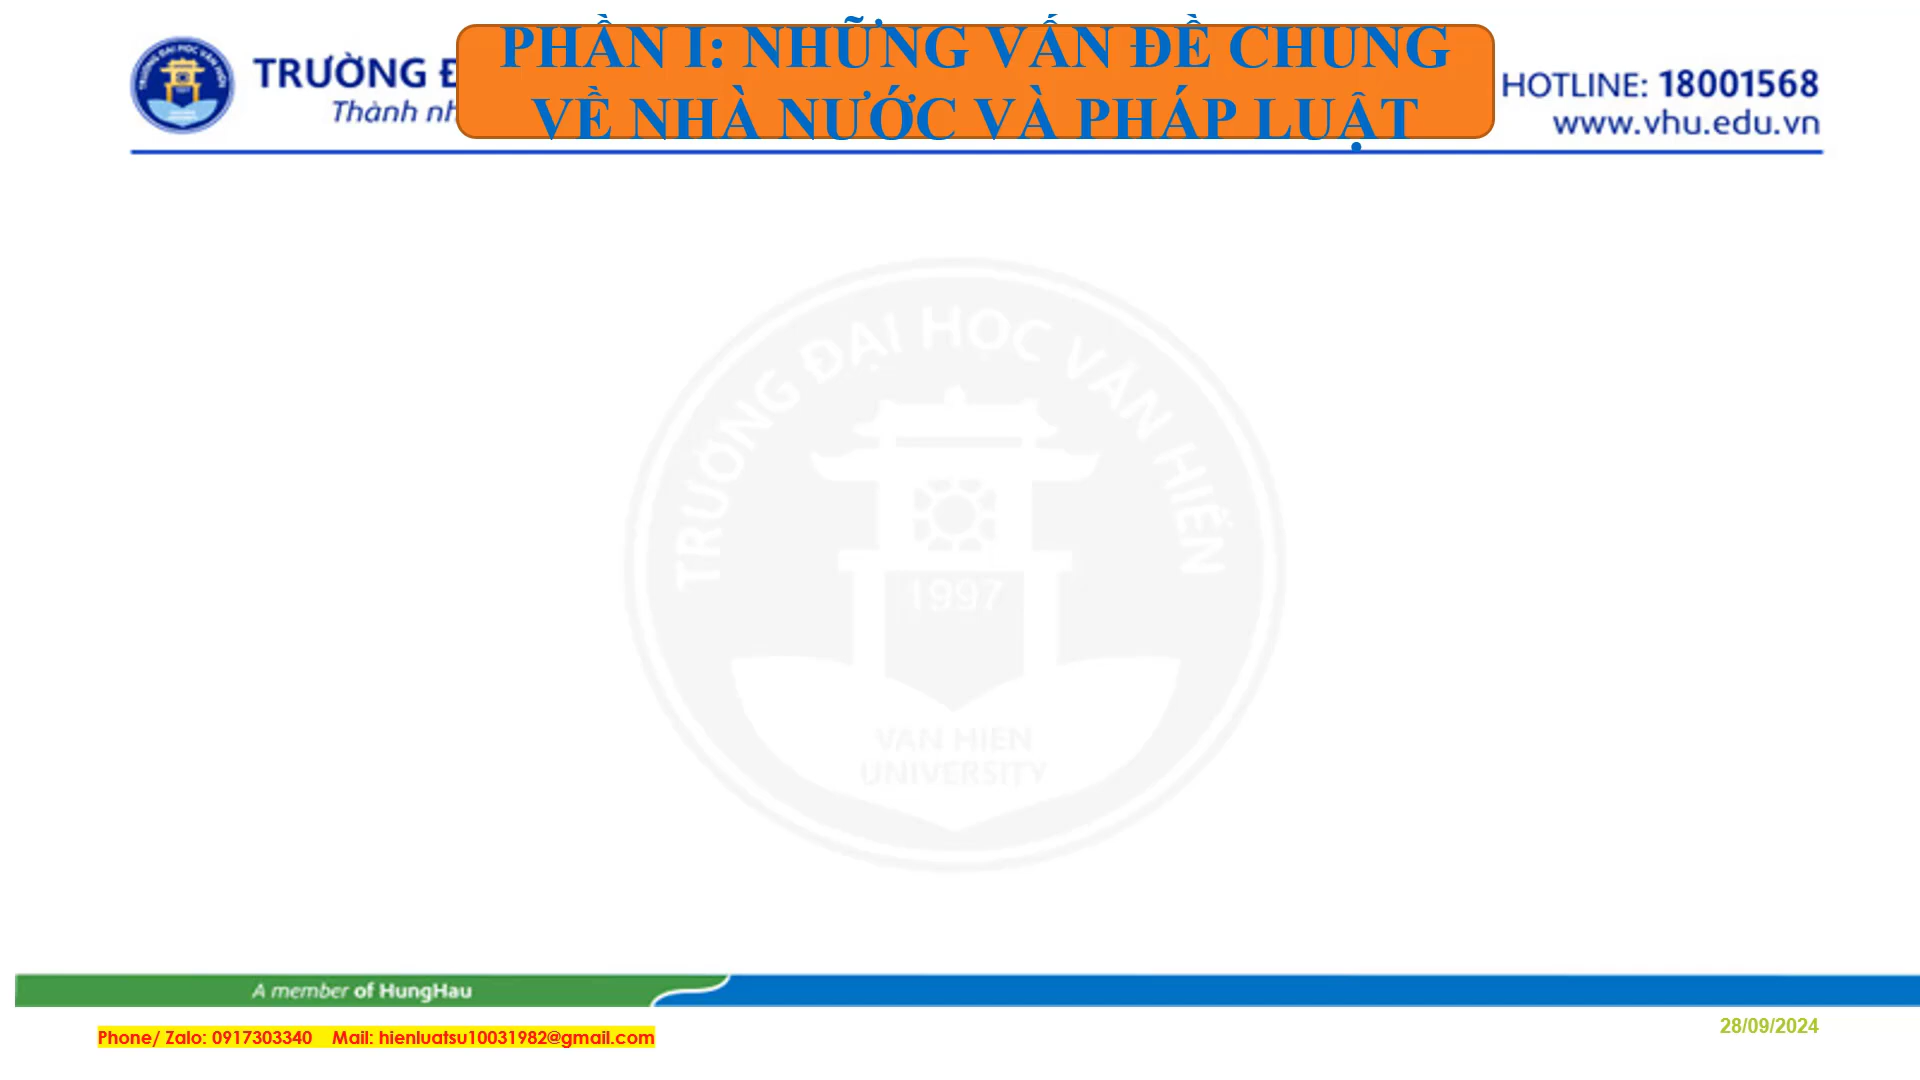 TRƯỜNG Đ
Thành nh
PHẦN I: NHỮNG VẤN ĐỀ CHUNG
VỀ NHÀ NƯỚC VÀ PHÁP LUẬT
HOTLINE: 18001568
www.vhu.edu.vn
TRƯỜNG ĐẠI HỌC VĂN HIẾN
1997
VAN HIEN
UNIVERSITY
A member of HungHau
Phone/ Zalo: 0917303340 Mail: hienluatsu10031982@gmail.com
28/09/2024